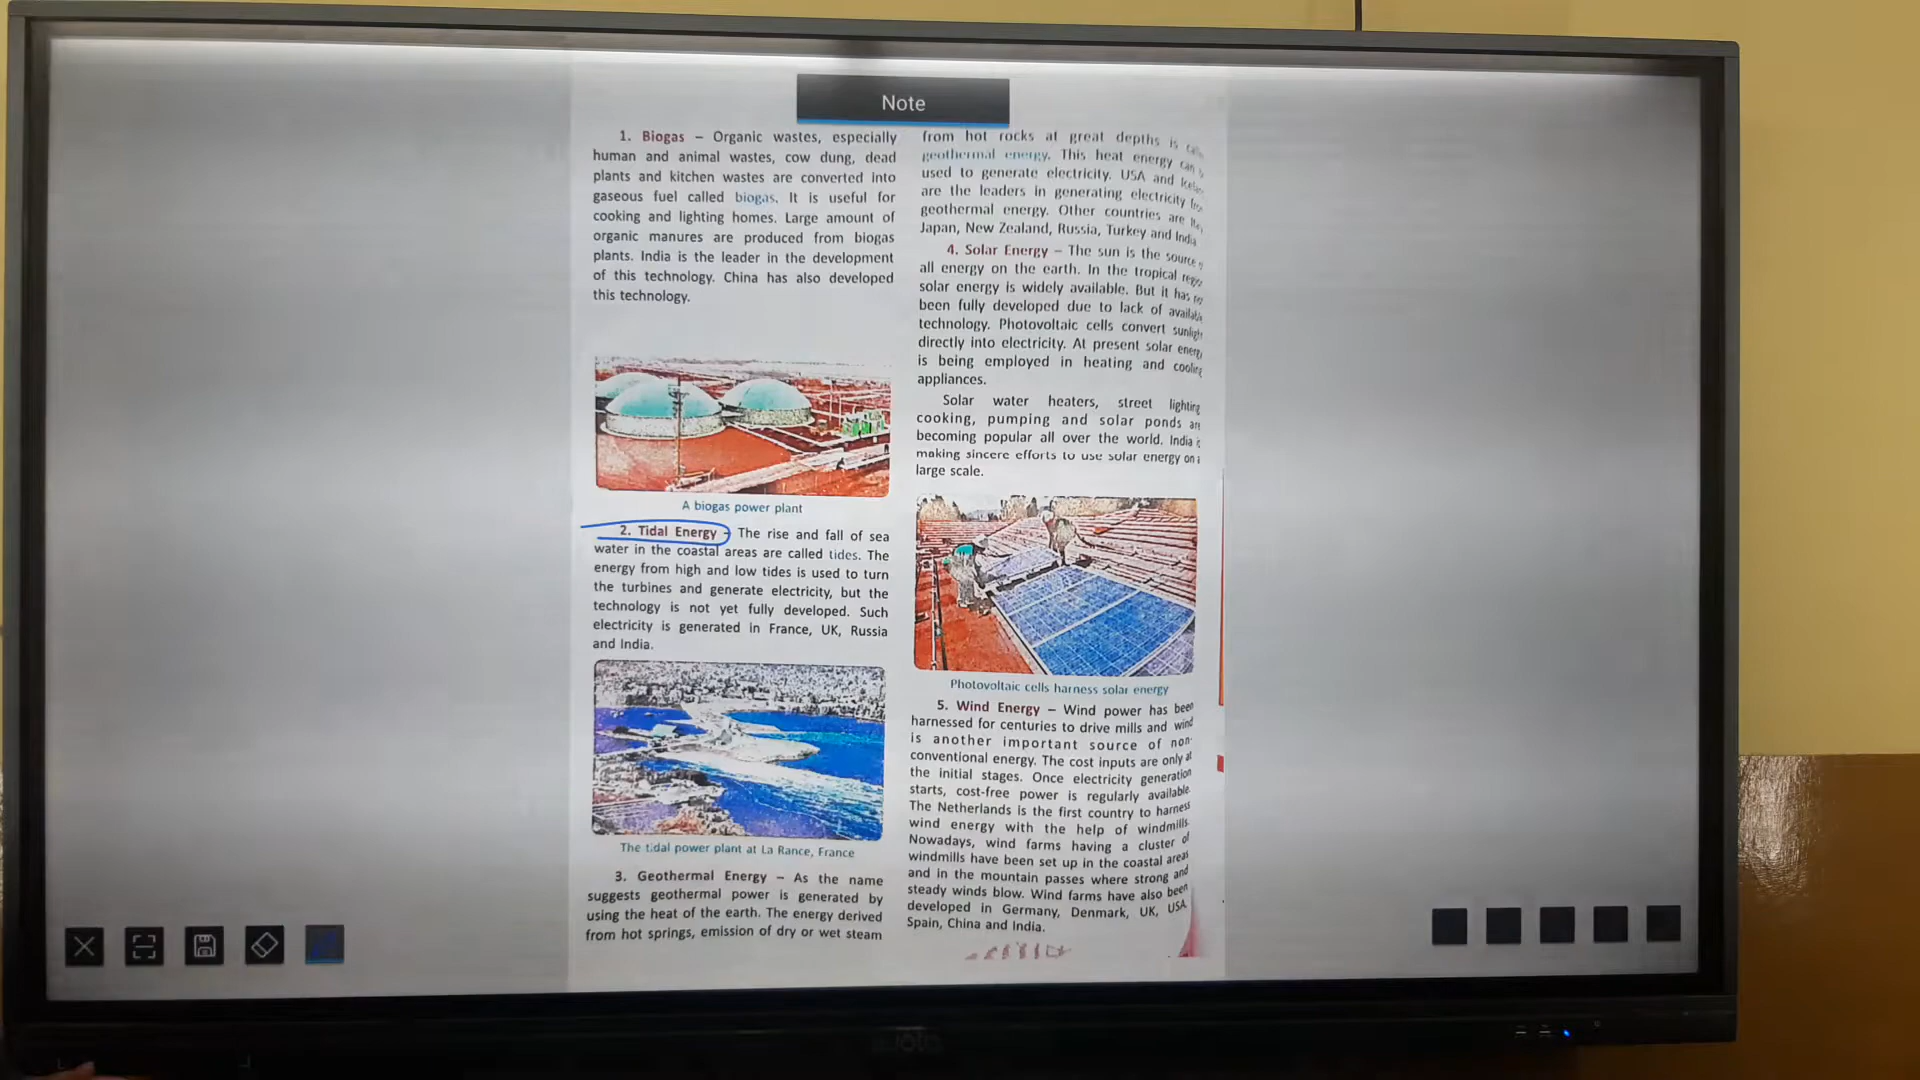 Note
1. Biogas – Organic wastes, especially
human and animal wastes, cow dung, dead
plants and kitchen wastes are converted into
gaseous fuel called biogas. It is useful for
cooking and lighting homes. Large amount of
organic manures are produced from biogas
plants. India is the leader in the development
of this technology. China has also developed
this technology.
A biogas power plant
2. Tidal Energy – The rise and fall of sea
water in the coastal areas are called tides. The
energy from high and low tides is used to turn
the turbines and generate electricity, but the
technology is not yet fully developed. Such
electricity is generated in France, UK, Russia
and India.
The tidal power plant at La Rance, France
3. Geothermal Energy – As the name
suggests geothermal power is generated by
using the heat of the earth. The energy derived
from hot springs, emission of dry or wet steam
from hot rocks at great depths is
geothermal energy. This heat energy can
used to generate electricity. USA and
are the leaders in generating electricity
geothermal energy. Other countries are
Japan, New Zealand, Russia, Turkey and India
4. Solar Energy – The sun is the source
all energy on the earth. In the tropical
solar energy is widely available. But it has
been fully developed due to lack of
technology. Photovoltaic cells convert
directly into electricity. At present solar
is being employed in heating and
appliances.
Solar water heaters, street lighting
cooking, pumping and solar ponds are
becoming popular all over the world. India
making sincere efforts to use solar energy on
large scale.
Photovoltaic cells harness solar energy
5. Wind Energy – Wind power has been
harnessed for centuries to drive mills and wind
is another important source of non-
conventional energy. The cost inputs are only at
the initial stages. Once electricity generation
starts, cost-free power is regularly available.
The Netherlands is the first country to harness
wind energy with the help of windmills.
Nowadays, wind farms having a cluster of
windmills have been set up in the coastal areas
and in the mountain passes where strong and
steady winds blow. Wind farms have also been
developed in Germany, Denmark, UK, USA
Spain, China and India.